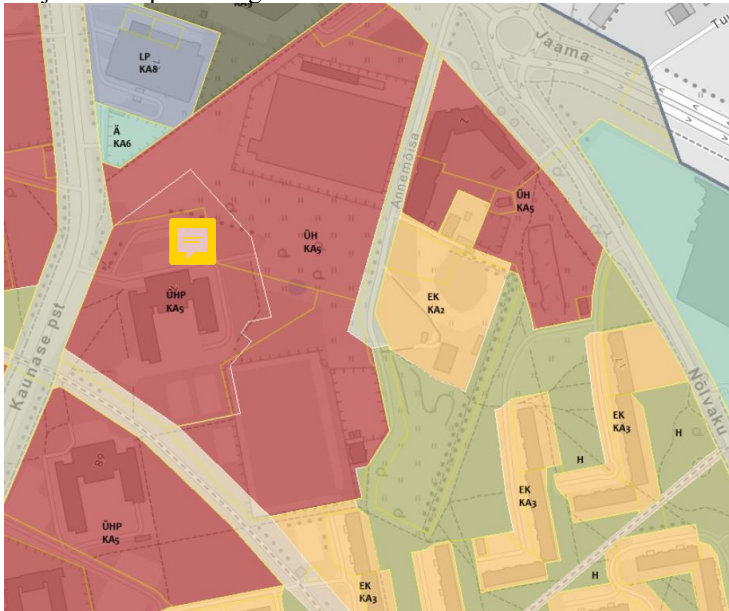 LP
KA8
Jaama
Ä
KA6
Annemõisa
ÜH
KA5
ÜH
KA5
ÜHP
KA5
EK
KA2
Kaunase pst
Nõlvaku
EK
KA3
H
H
EK
KA3
ÜHP
KA5
H
EK
KA3